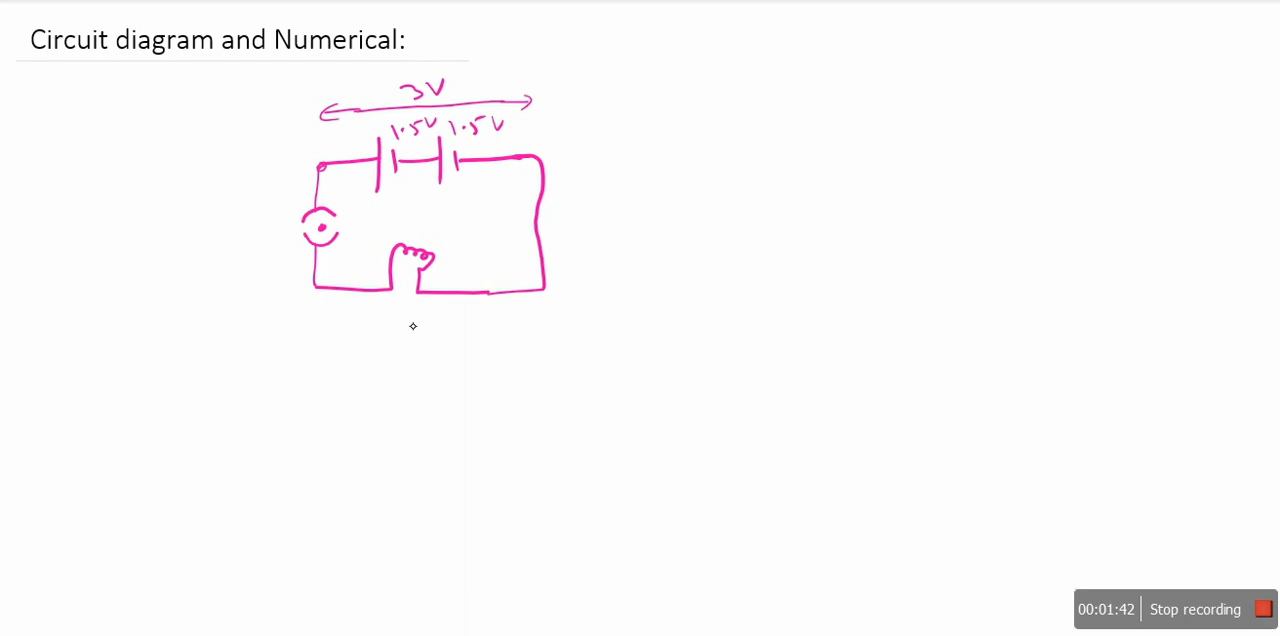 Circuit diagram and Numerical:
3V
1.5V 1.5V
00:01:42 Stop recording